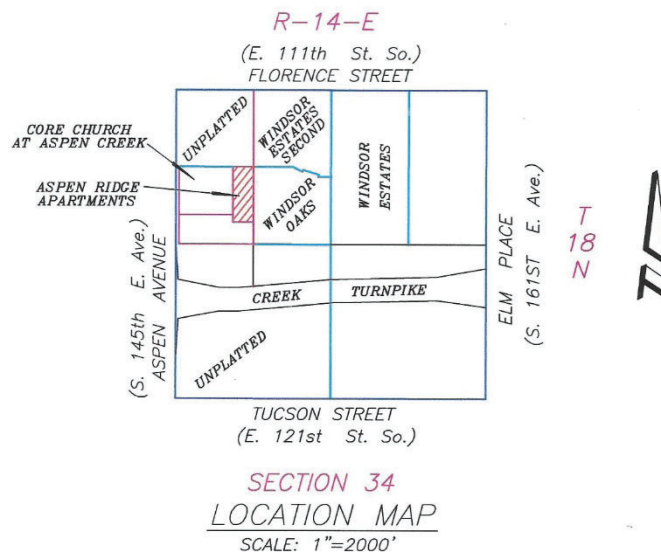 R-14-E
(E. 111th St. So.)
FLORENCE STREET
CORE CHURCH
AT ASPEN CREEK
UNPLATTED
WINDSOR
ESTATES
SECOND
ASPEN RIDGE
APARTMENTS
WINDSOR
OAKS
WINDSOR
ESTATES
(S. 145th E. Ave.)
ASPEN AVENUE
ELM PLACE
(S. 161ST E. Ave.)
T
18
N
CREEK TURNPIKE
UNPLATTED
TUCSON STREET
(E. 121st St. So.)
SECTION 34
LOCATION MAP
SCALE: 1"=2000'